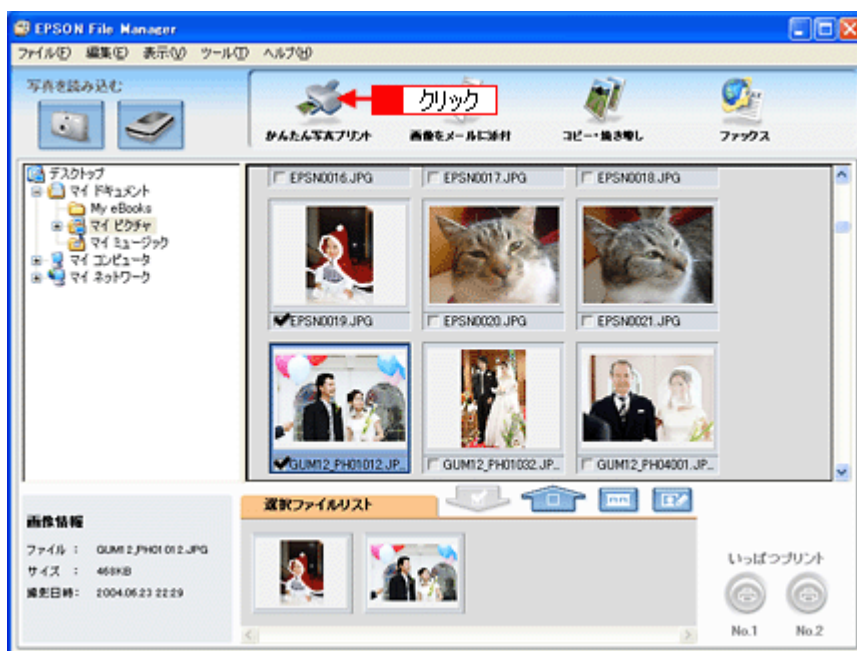 EPSON File Manager
ファイル(F) 編集(E) 表示(V) ツール(T) ヘルプ(H)
写真を読み込む
クリック
かんたん写真プリント 画像をメールに添付 コピー・焼き増し ファックス
デスクトップ
マイ ドキュメント
My eBooks
マイ ピクチャ
マイ ミュージック
マイ コンピュータ
マイ ネットワーク
EPSN0016.JPG EPSN0017.JPG EPSN0018.JPG
EPSN0019.JPG EPSN0020.JPG EPSN0021.JPG
GUM12_PH01012.JP... GUM12_PH01032.JP... GUM12_PH04001.JP...
選択ファイルリスト
画像情報
ファイル : GUM12_PH01012.JPG
サイズ : 468KB
撮影日時: 2004.06.23 22:29
いっぱつプリント
No.1 No.2